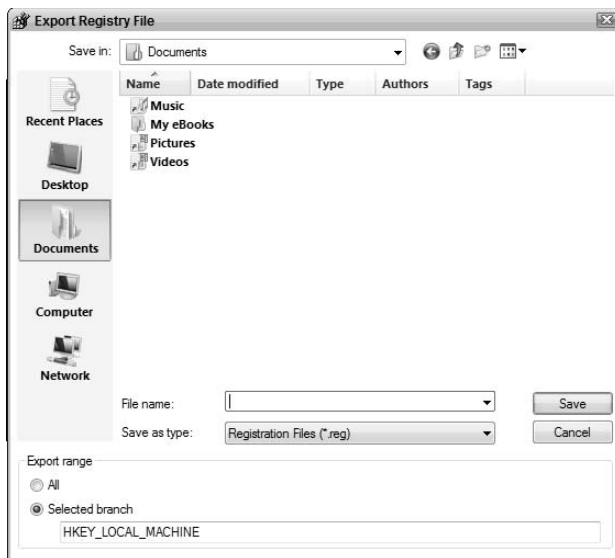 Export Registry File
Save in:
Documents
Name Date modified Type Authors Tags
Music
My eBooks
Pictures
Videos
Recent Places
Desktop
Documents
Computer
Network
File name:
Save
Save as type:
Registration Files (*.reg)
Cancel
Export range
All
Selected branch
HKEY_LOCAL_MACHINE